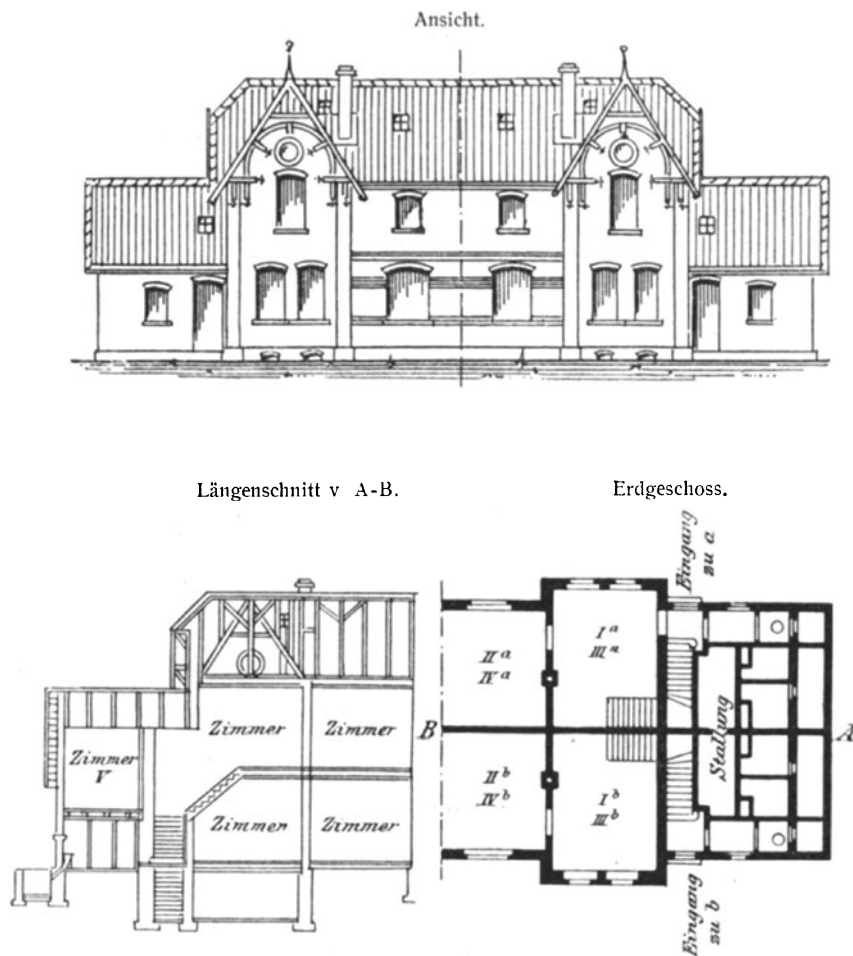 Ansicht.
Längenschnitt v A-B.
Erdgeschoss.
Zimmer
V
Zimmer
Zimmer
Zimmer
Zimmer
B
II a
IV a
I a
III a
II b
IV b
I b
III b
Stallung
A
Eingang
zu a
Eingang
zu b